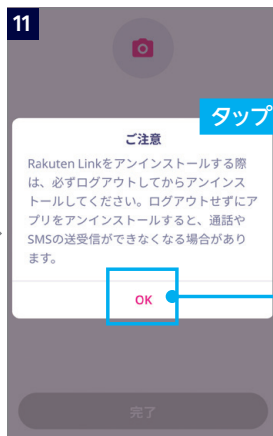 11
タップ
ご注意
Rakuten Linkをアンインストールする際
は、必ずログアウトしてからアンインス
トールしてください。ログアウトせずにア
プリをアンインストールすると、通話や
SMSの送受信ができなくなる場合があり
ます。
OK
完了